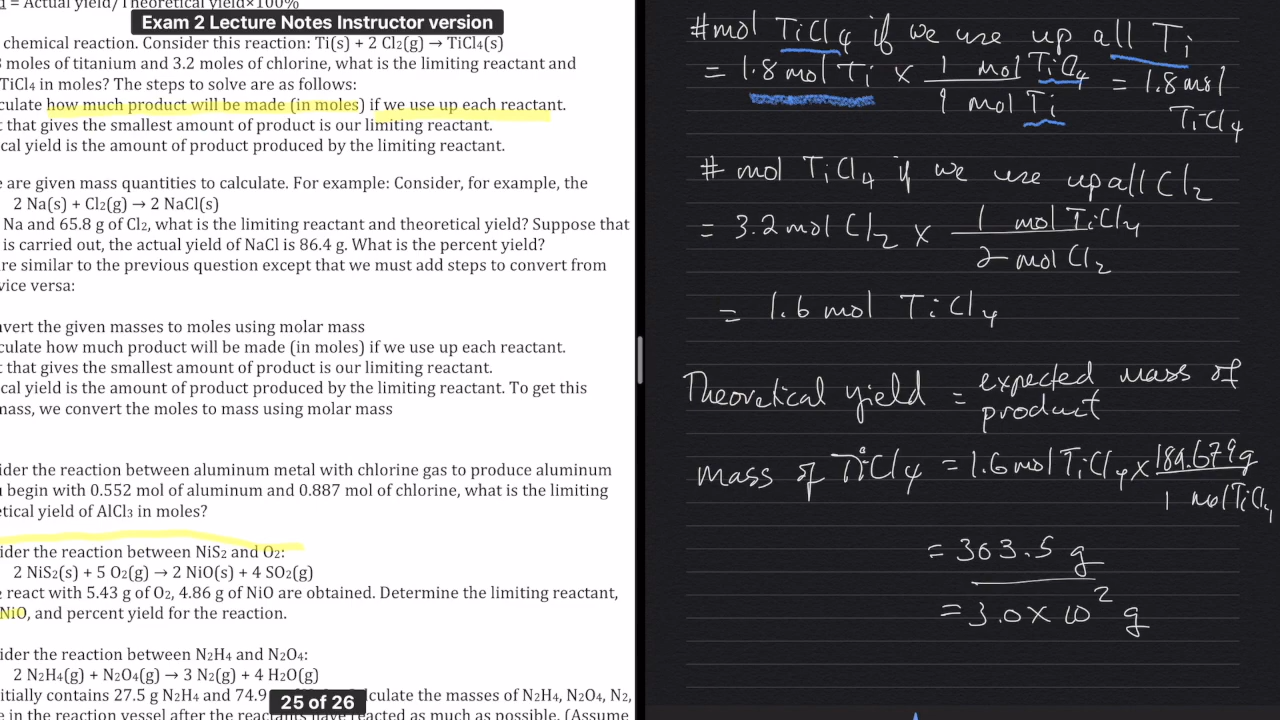 = Actual yield/Theoretical yield×100%
Exam 2 Lecture Notes Instructor version
chemical reaction. Consider this reaction: Ti(s) + 2 Cl₂(g) → TiCl₄(s)
moles of titanium and 3.2 moles of chlorine, what is the limiting reactant and
TiCl₄ in moles? The steps to solve are as follows:
culate how much product will be made (in moles) if we use up each reactant.
t that gives the smallest amount of product is our limiting reactant.
cal yield is the amount of product produced by the limiting reactant.
e are given mass quantities to calculate. For example: Consider, for example, the
2 Na(s) + Cl₂(g) → 2 NaCl(s)
Na and 65.8 g of Cl₂, what is the limiting reactant and theoretical yield? Suppose that
is carried out, the actual yield of NaCl is 86.4 g. What is the percent yield?
re similar to the previous question except that we must add steps to convert from
vice versa:
nvert the given masses to moles using molar mass
culate how much product will be made (in moles) if we use up each reactant.
t that gives the smallest amount of product is our limiting reactant.
cal yield is the amount of product produced by the limiting reactant. To get this
mass, we convert the moles to mass using molar mass
ider the reaction between aluminum metal with chlorine gas to produce aluminum
u begin with 0.552 mol of aluminum and 0.887 mol of chlorine, what is the limiting
etical yield of AlCl₃ in moles?
ider the reaction between NiS₂ and O₂:
2 NiS₂(s) + 5 O₂(g) → 2 NiO(s) + 4 SO₂(g)
₂ react with 5.43 g of O₂, 4.86 g of NiO are obtained. Determine the limiting reactant,
NiO, and percent yield for the reaction.
ider the reaction between N₂H₄ and N₂O₄:
2 N₂H₄(g) + N₂O₄(g) → 3 N₂(g) + 4 H₂O(g)
itially contains 27.5 g N₂H₄ and 74.9 lculate the masses of N₂H₄, N₂O₄, N₂,
25 of 26
e in the reaction vessel after the reactants have reacted as much as possible. (Assume
#mol TiCl₄ if we use up all Ti
= 1.8 mol Ti × 1 mol TiCl₄ / 1 mol Ti = 1.8 mol TiCl₄
# mol TiCl₄ if we use up all Cl₂
= 3.2 mol Cl₂ × 1 mol TiCl₄ / 2 mol Cl₂
= 1.6 mol TiCl₄
Theoretical yield = expected mass of
product
mass of TiCl₄ = 1.6 mol TiCl₄ × 189.679 g / 1 mol TiCl₄
= 303.5 g
= 3.0 × 10² g